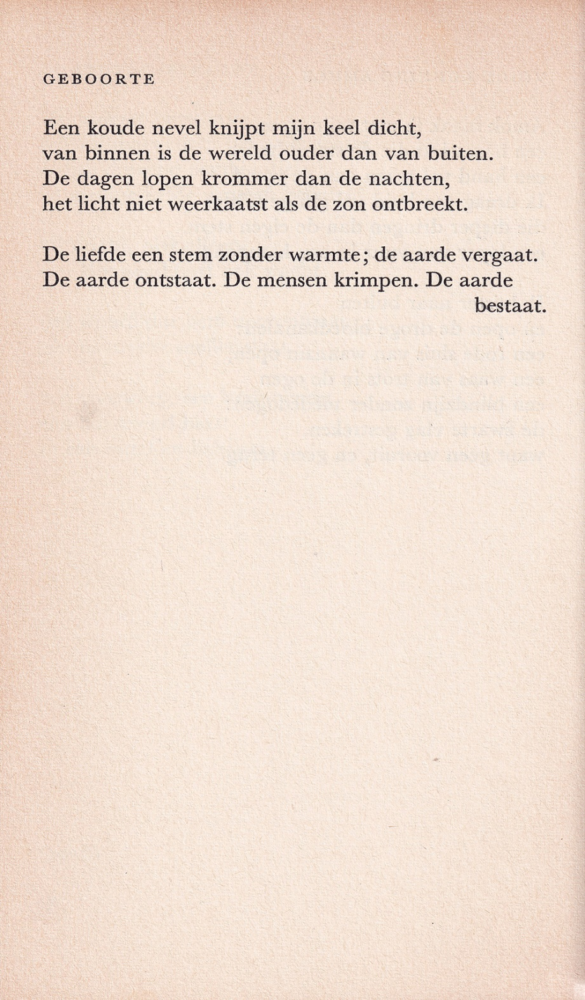 GEBOORTE
Een koude nevel knijpt mijn keel dicht,
van binnen is de wereld ouder dan van buiten.
De dagen lopen krommer dan de nachten,
het licht niet weerkaatst als de zon ontbreekt.
De liefde een stem zonder warmte; de aarde vergaat.
De aarde ontstaat. De mensen krimpen. De aarde
bestaat.